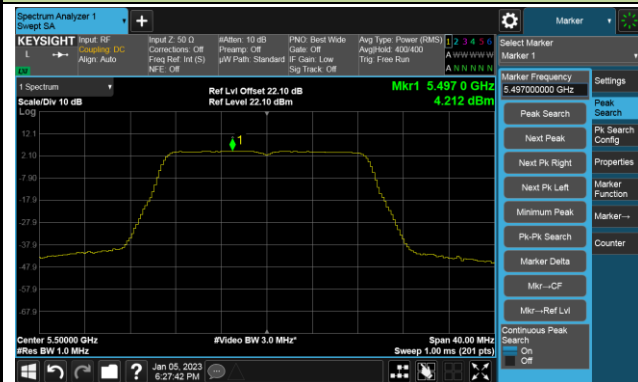 Spectrum Analyzer 1
Swept SA
+
Marker
KEYSIGHT
L
LXI
Input: RF
Coupling: DC
Align: Auto
Input Z: 50 Ω
Corrections: Off
Freq Ref: Int (S)
NFE: Off
#Atten: 10 dB
Preamp: Off
µW Path: Standard
PNO: Best Wide
Gate: Off
IF Gain: Low
Sig Track: Off
Avg Type: Power (RMS)
Avg|Hold: 400/400
Trig: Free Run
1 2 3 4 5 6
A W W W W W
A N N N N N
Select Marker
Marker 1
1 Spectrum
Scale/Div 10 dB
Log
Ref Lvl Offset 22.10 dB
Ref Level 22.10 dBm
Mkr1 5.497 0 GHz
4.212 dBm
1
12.1
2.10
-7.90
-17.9
-27.9
-37.9
-47.9
-57.9
-67.9
Center 5.50000 GHz
#Res BW 1.0 MHz
#Video BW 3.0 MHz*
Span 40.00 MHz
Sweep 1.00 ms (201 pts)
Marker Frequency
5.497000000 GHz
Peak Search
Next Peak
Next Pk Right
Next Pk Left
Minimum Peak
Pk-Pk Search
Marker Delta
Mkr→CF
Mkr→Ref Lvl
Continuous Peak
Search
On
Off
Settings
Peak
Search
Pk Search
Config
Properties
Marker
Function
Marker→
Counter
?
Jan 05, 2023
6:27:42 PM